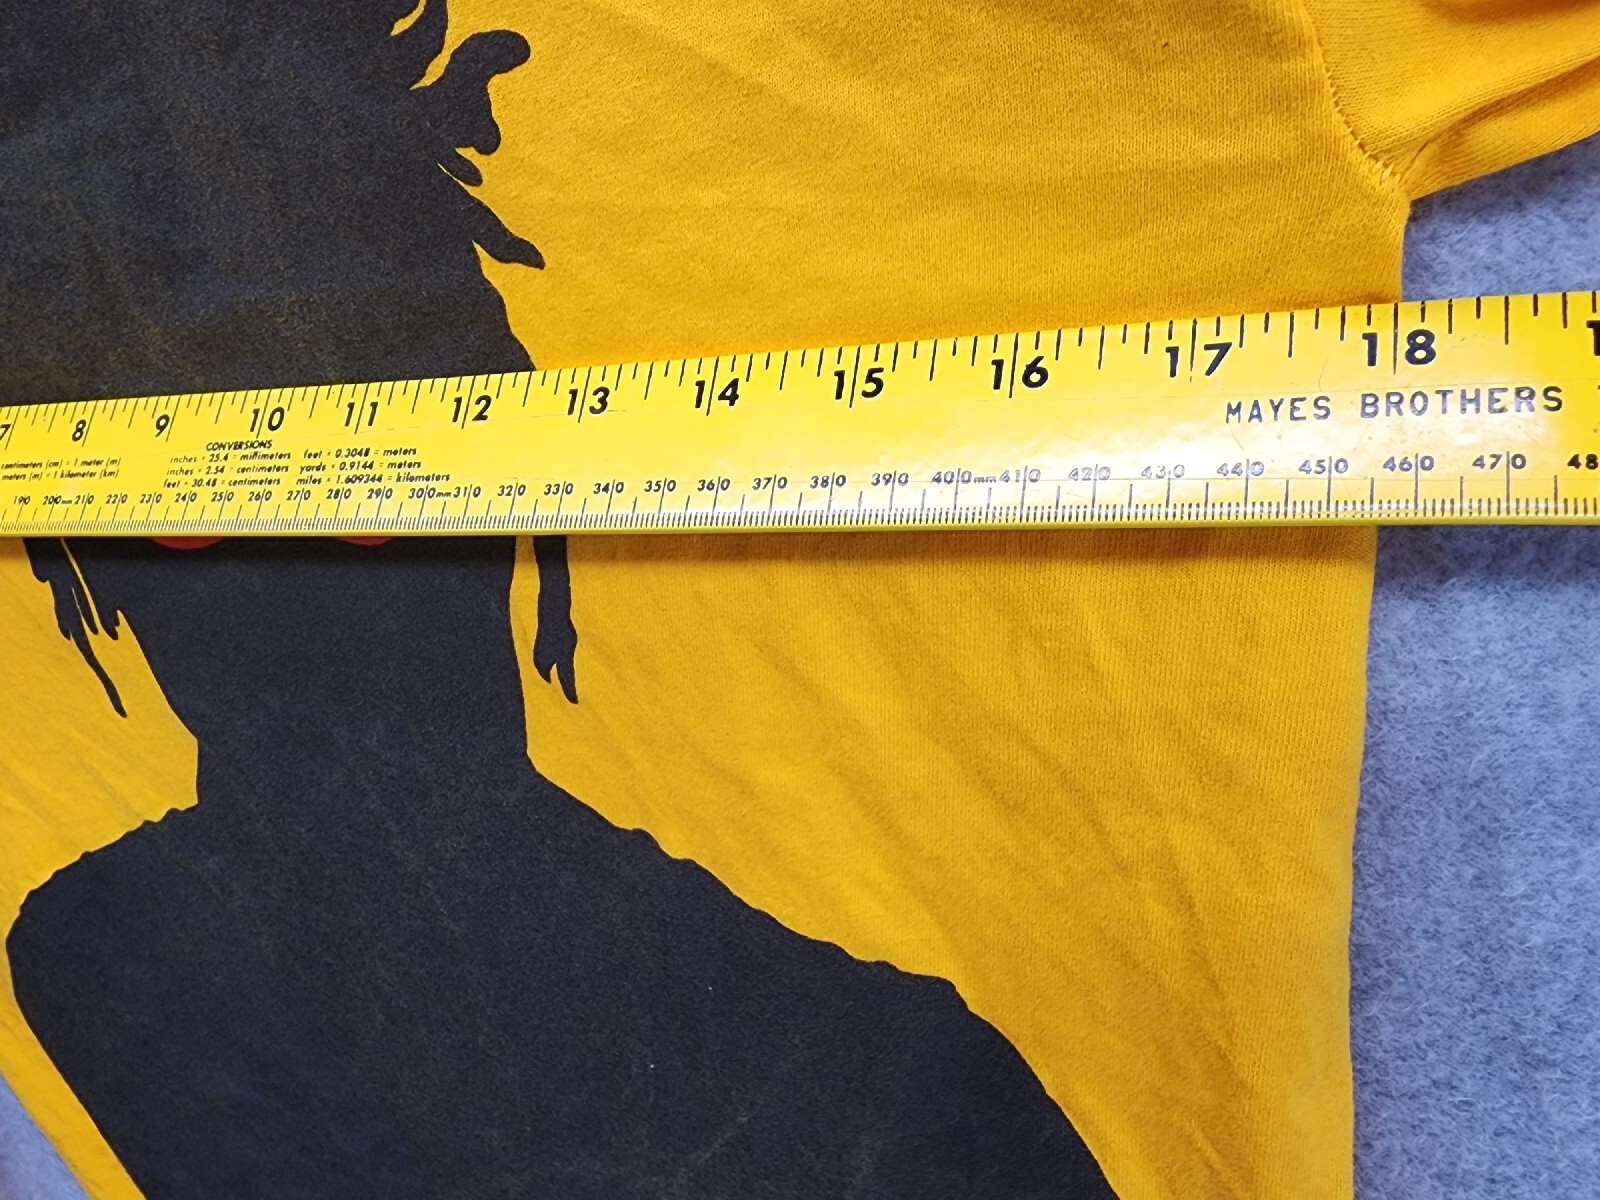 7 8 9 10 11 12 13 14 15 16 17 18 1
MAYES BROTHERS
CONVERSIONS
centimeters (cm) = 1 meter (m) inches × 25.4 = millimeters feet × 0.3048 = meters
meters (m) = 1 kilometer (km) inches × 2.54 = centimeters yards × 0.9144 = meters
feet × 30.48 = centimeters miles × 1.609344 = kilometers
190 200mm 210 220 230 240 250 260 270 280 290 300mm 310 320 330 340 350 360 370 380 390 400mm 410 420 430 440 450 460 470 48